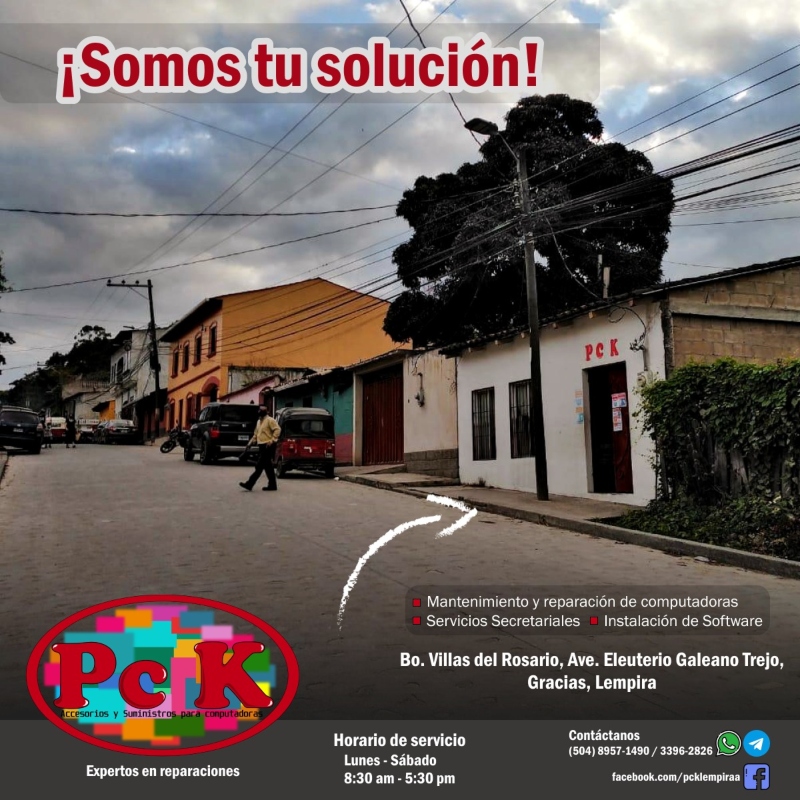 ¡Somos tu solución!
PCK
Mantenimiento y reparación de computadoras
Servicios Secretariales Instalación de Software
Bo. Villas del Rosario, Ave. Eleuterio Galeano Trejo,
Gracias, Lempira
PcK
Accesorios y Suministros para computadoras
Expertos en reparaciones
Horario de servicio
Lunes - Sábado
8:30 am - 5:30 pm
Contáctanos
(504) 8957-1490 / 3396-2826
facebook.com/pcklempiraa